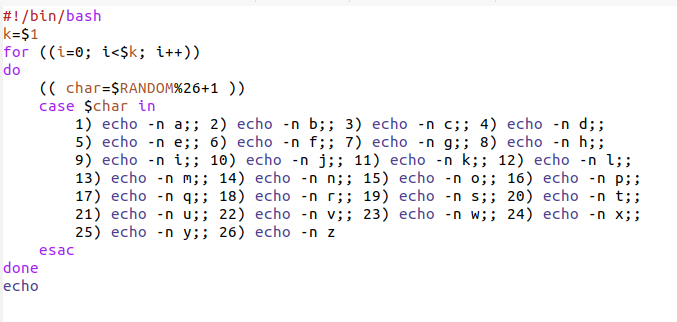 #!/bin/bash
k=$1
for ((i=0; i<$k; i++))
do
    (( char=$RANDOM%26+1 ))
    case $char in
        1) echo -n a;; 2) echo -n b;; 3) echo -n c;; 4) echo -n d;;
        5) echo -n e;; 6) echo -n f;; 7) echo -n g;; 8) echo -n h;;
        9) echo -n i;; 10) echo -n j;; 11) echo -n k;; 12) echo -n l;;
        13) echo -n m;; 14) echo -n n;; 15) echo -n o;; 16) echo -n p;;
        17) echo -n q;; 18) echo -n r;; 19) echo -n s;; 20) echo -n t;;
        21) echo -n u;; 22) echo -n v;; 23) echo -n w;; 24) echo -n x;;
        25) echo -n y;; 26) echo -n z
    esac
done
echo